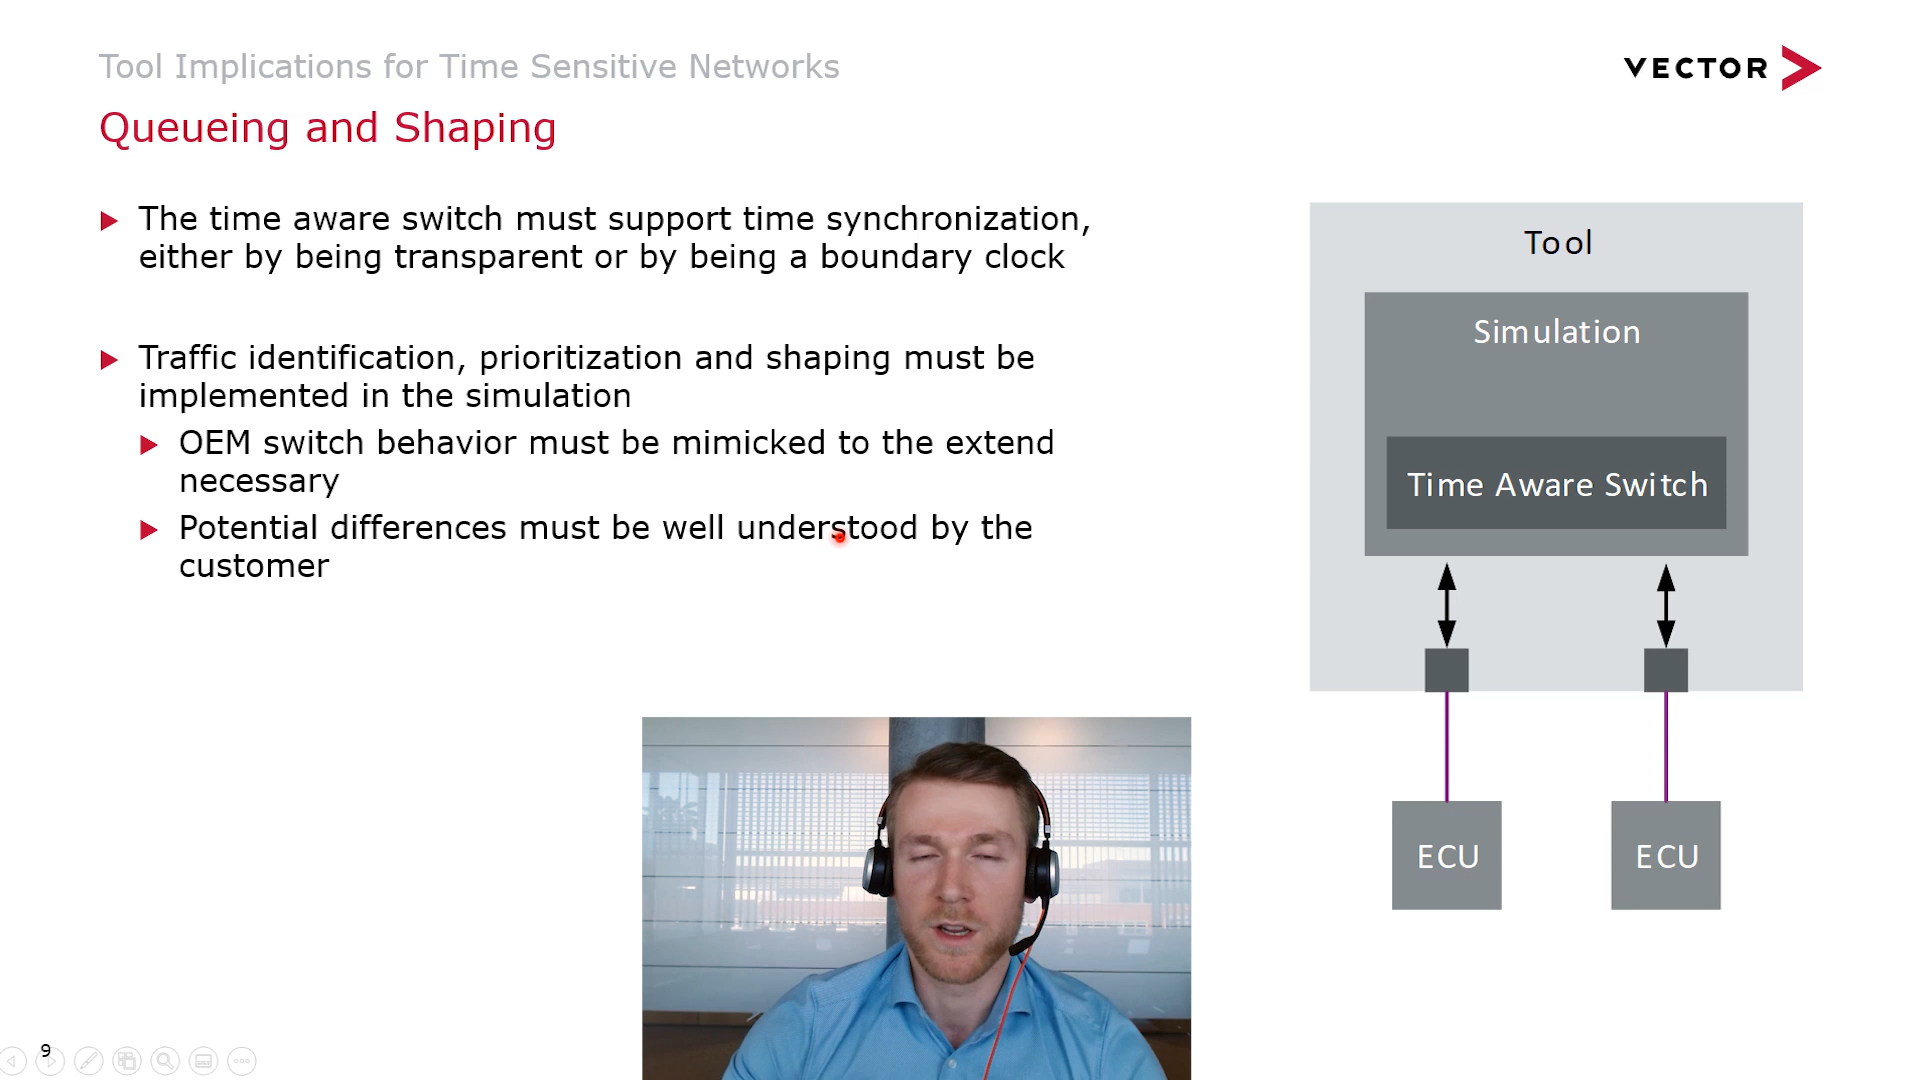 Tool Implications for Time Sensitive Networks
VECTOR
Queueing and Shaping
The time aware switch must support time synchronization,
either by being transparent or by being a boundary clock
Traffic identification, prioritization and shaping must be
implemented in the simulation
OEM switch behavior must be mimicked to the extend
necessary
Potential differences must be well understood by the
customer
Tool
Simulation
Time Aware Switch
ECU
ECU
9